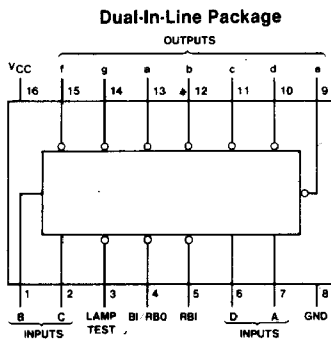 Dual-In-Line Package
OUTPUTS
VCC f g a b c d e
16 15 14 13 12 11 10 9
1 2 3 4 5 6 7 8
B C LAMP TEST BI/RBO RBI D A GND
INPUTS INPUTS